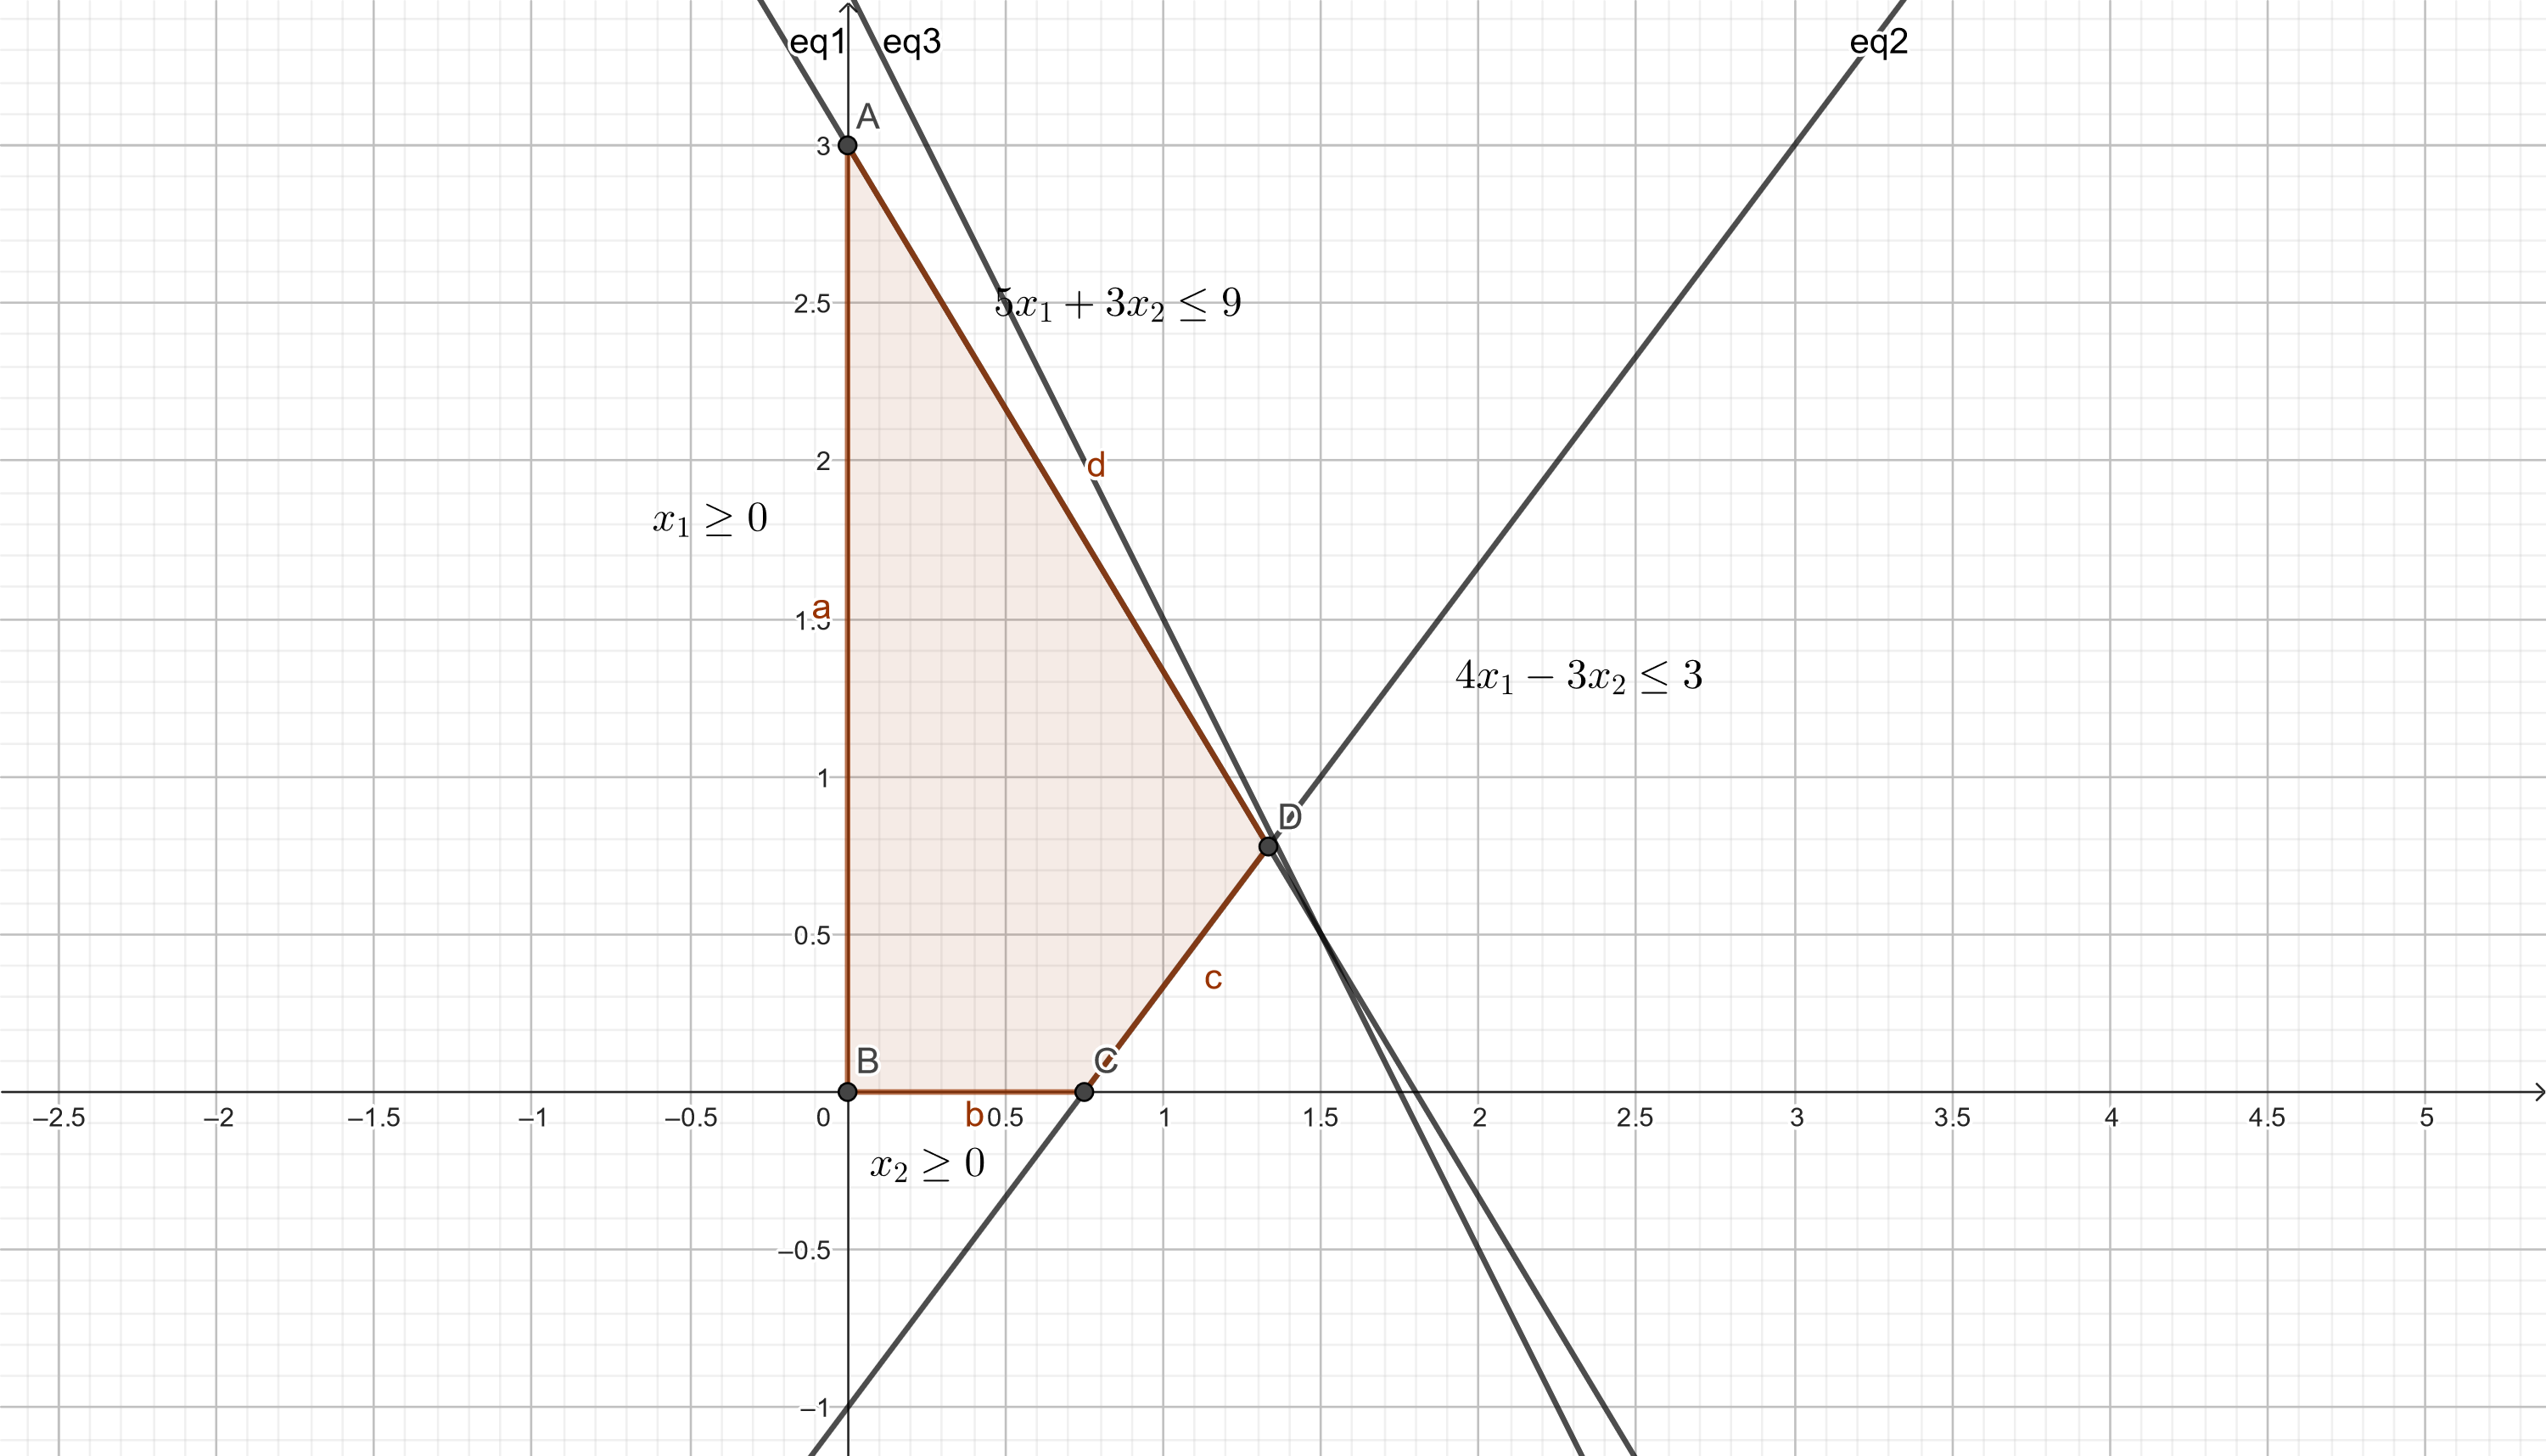 eq1 eq3 eq2
A
3
5x₁ + 3x₂ ≤ 9
2.5
d
2
x₁ ≥ 0
a
1.5
4x₁ − 3x₂ ≤ 3
1
D
0.5
c
B C
–2.5 –2 –1.5 –1 –0.5 0 b 0.5 1 1.5 2 2.5 3 3.5 4 4.5 5
x₂ ≥ 0
–0.5
–1